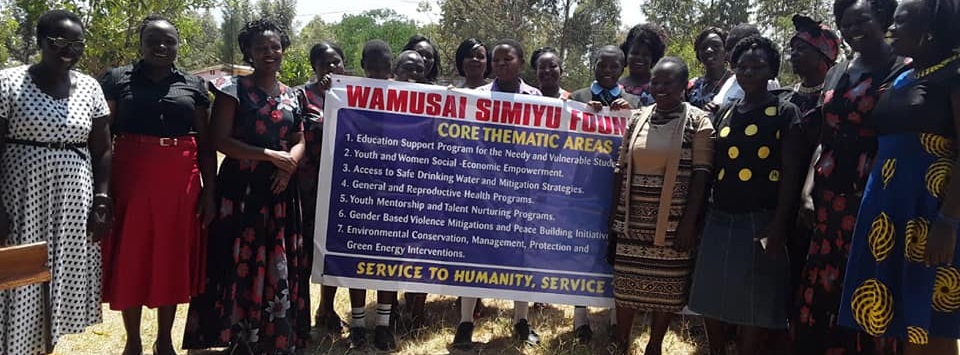 WAMUSAI SIMIYU FOUN
CORE THEMATIC AREAS
1. Education Support Program for the Needy and Vulnerable Stude
2. Youth and Women Social -Economic Empowerment.
3. Access to Safe Drinking Water and Mitigation Strategies.
4. General and Reproductive Health Programs.
5. Youth Mentorship and Talent Nurturing Programs.
6. Gender Based Violence Mitigations and Peace Building Initiative
7. Environmental Conservation, Management, Protection and
Green Energy Interventions.
SERVICE TO HUMANITY, SERVICE